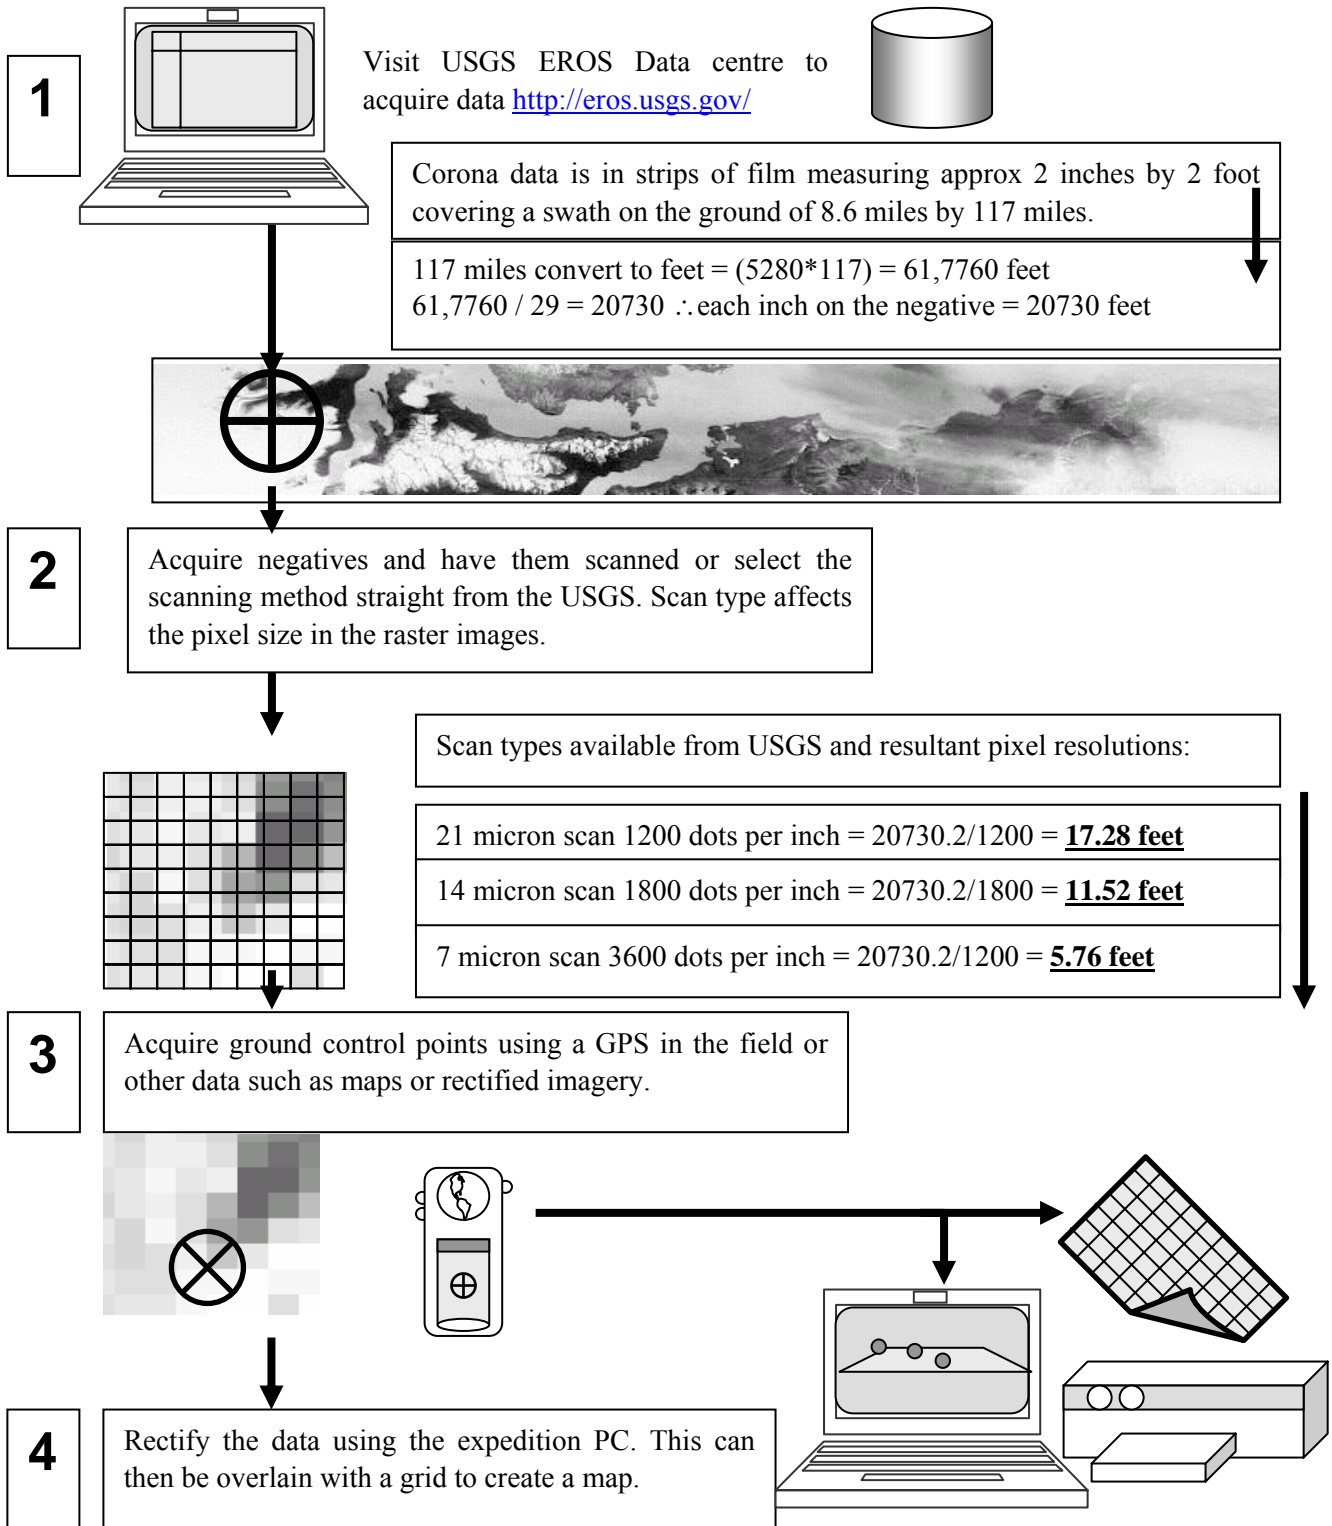 1
Visit USGS EROS Data centre to
acquire data http://eros.usgs.gov/
Corona data is in strips of film measuring approx 2 inches by 2 foot
covering a swath on the ground of 8.6 miles by 117 miles.
117 miles convert to feet = (5280*117) = 61,7760 feet
61,7760 / 29 = 20730 ∴each inch on the negative = 20730 feet
2
Acquire negatives and have them scanned or select the
scanning method straight from the USGS. Scan type affects
the pixel size in the raster images.
Scan types available from USGS and resultant pixel resolutions:
21 micron scan 1200 dots per inch = 20730.2/1200 = 17.28 feet
14 micron scan 1800 dots per inch = 20730.2/1800 = 11.52 feet
7 micron scan 3600 dots per inch = 20730.2/1200 = 5.76 feet
3
Acquire ground control points using a GPS in the field or
other data such as maps or rectified imagery.
4
Rectify the data using the expedition PC. This can
then be overlain with a grid to create a map.